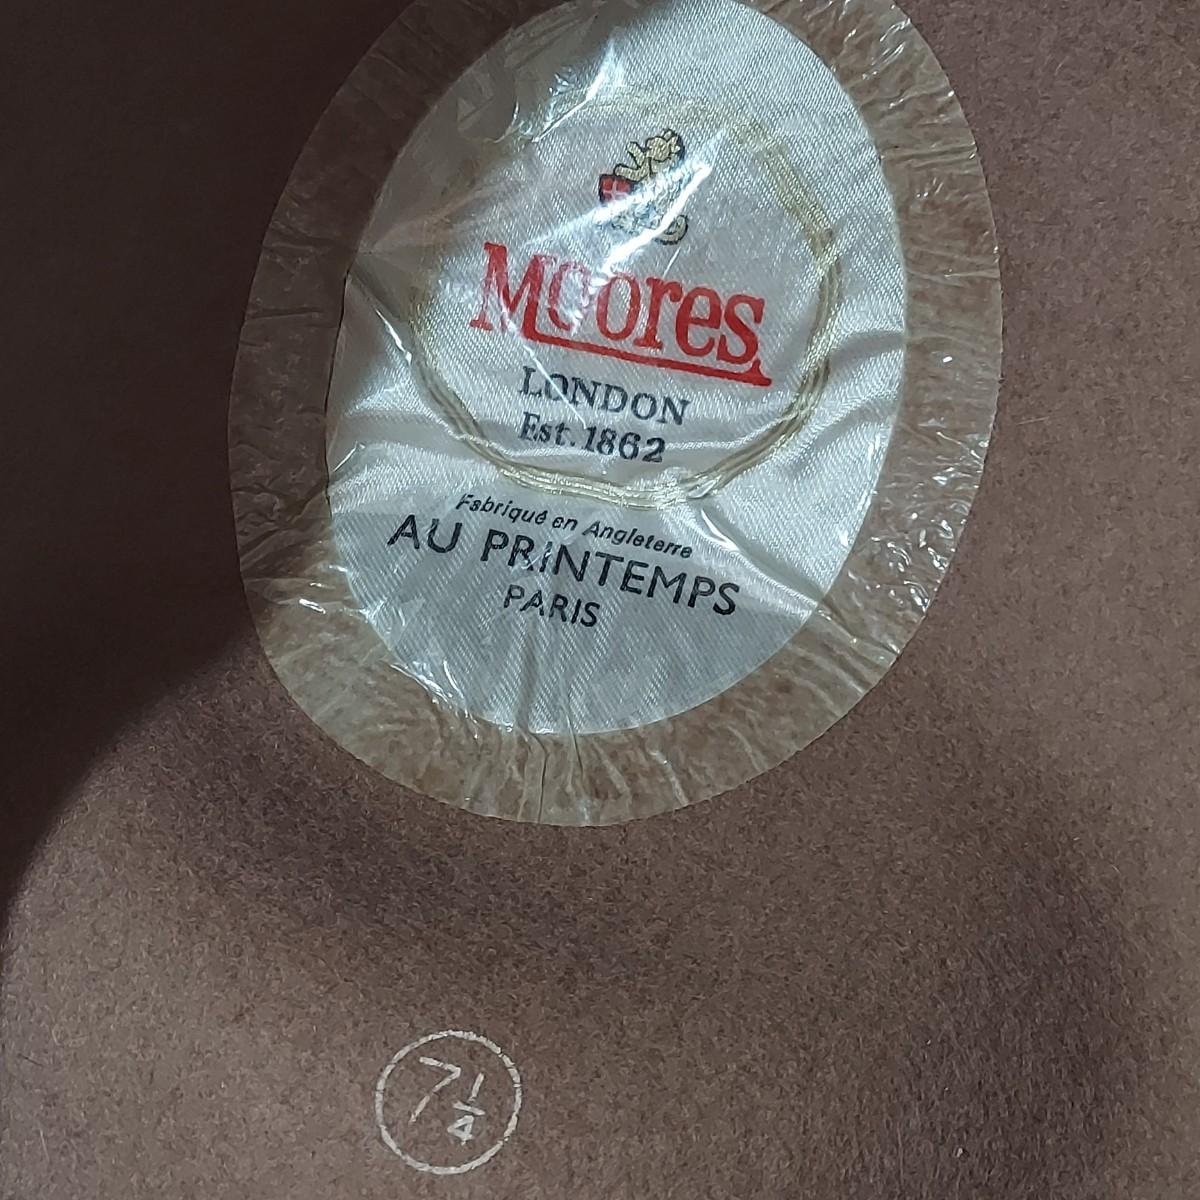 Moores
LONDON
Est. 1862
Fabriqué en Angleterre
AU PRINTEMPS
PARIS
7 1/4